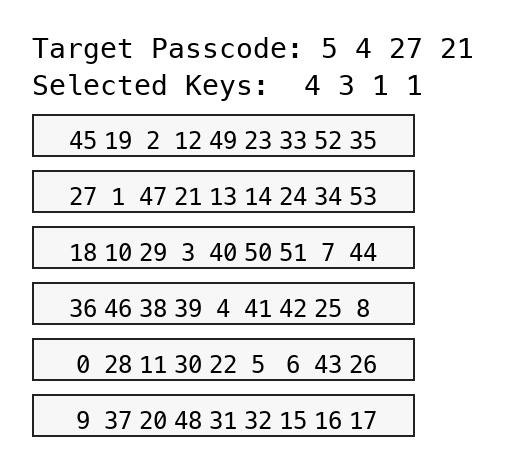 Target Passcode: 5 4 27 21
Selected Keys: 4 3 1 1
45 19 2 12 49 23 33 52 35
27 1 47 21 13 14 24 34 53
18 10 29 3 40 50 51 7 44
36 46 38 39 4 41 42 25 8
0 28 11 30 22 5 6 43 26
9 37 20 48 31 32 15 16 17